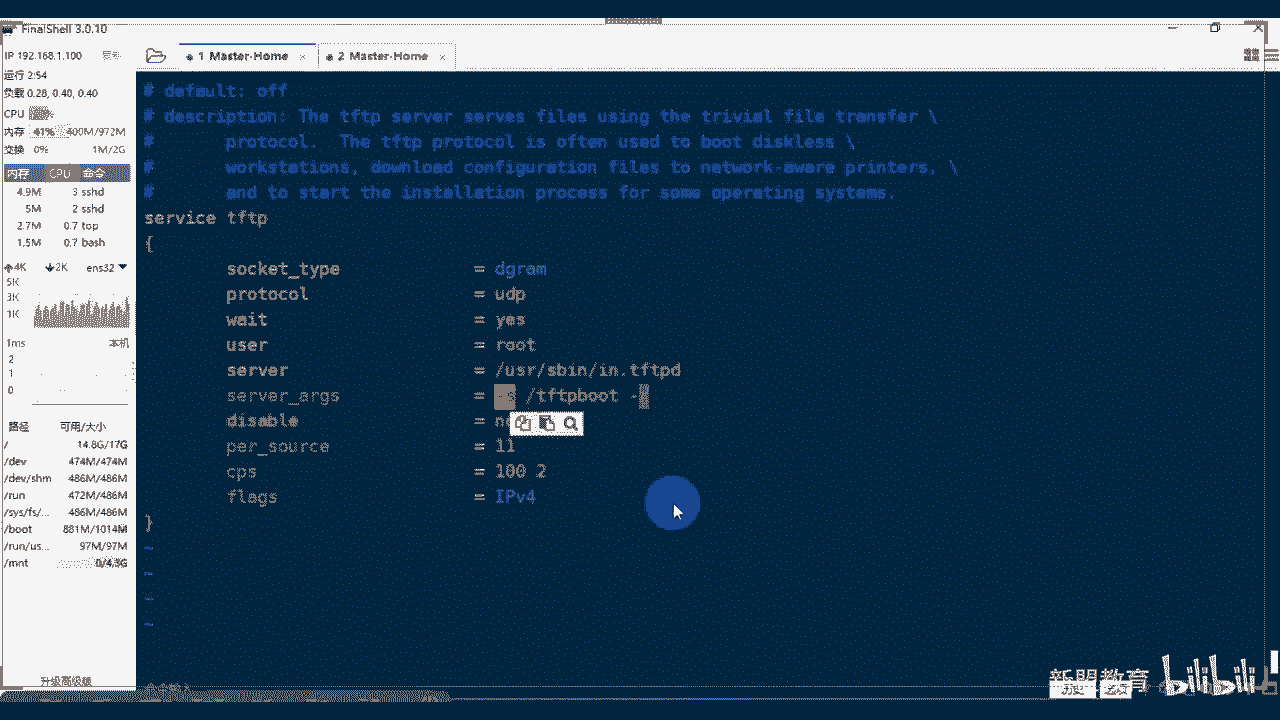 FinalShell 3.0.10
IP 192.168.1.100 复制
1 Master-Home
2 Master-Home
运行 2:54
负载 0.28, 0.40, 0.40
CPU
内存 41% 400M/972M
交换 0% 1M/2G
内存 CPU 命令
4.9M 3 sshd
5M 2 sshd
2.7M 0.7 top
1.5M 0.7 bash
4K 2K ens32
5K
3K
1K
1ms 本机
2
1
0
路径 可用/大小
/ 14.8G/17G
/dev 474M/474M
/dev/shm 486M/486M
/run 472M/486M
/sys/fs/... 486M/486M
/boot 881M/1014M
/run/us... 97M/97M
/mnt 0/4.3G
升级高级版
# default: off
# description: The tftp server serves files using the trivial file transfer \
# protocol. The tftp protocol is often used to boot diskless \
# workstations, download configuration files to network-aware printers, \
# and to start the installation process for some operating systems.
service tftp
{
socket_type = dgram
protocol = udp
wait = yes
user = root
server = /usr/sbin/in.tftpd
server_args = /tftpboot -
disable =
per_source = 11
cps = 100 2
flags = IPv4
}
~
~
~
~
新盟教育 bilibili
历史 选项